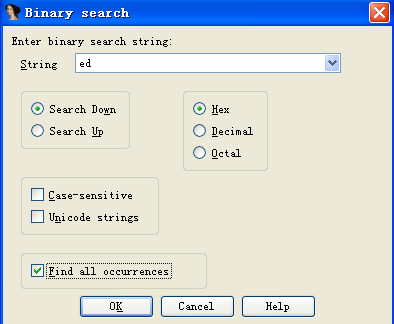 Binary search
Enter binary search string:
String ed
Search Down
Search Up
Hex
Decimal
Octal
Case-sensitive
Unicode strings
Find all occurrences
OK Cancel Help